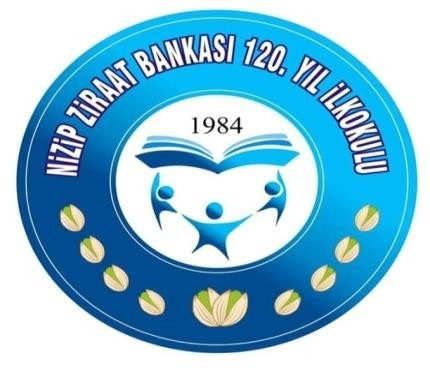 NİZİP ZİRAAT BANKASI 120. YIL İLKOKULU
1984